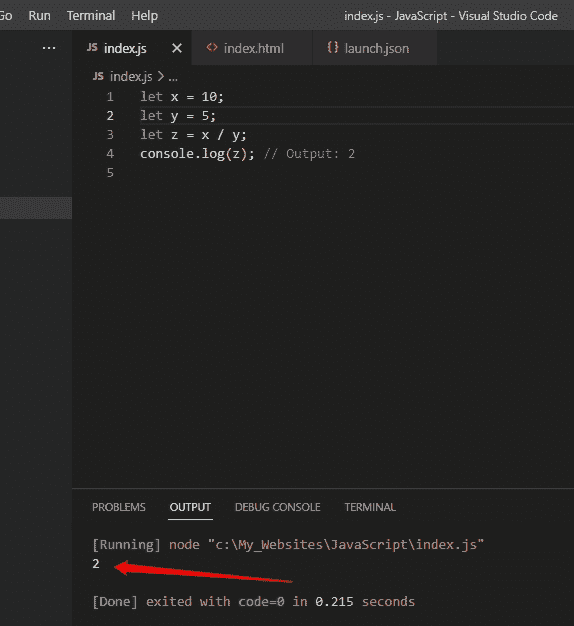 Go Run Terminal Help index.js - JavaScript - Visual Studio Code
··· JS index.js × <> index.html {} launch.json
JS index.js > ...
1 let x = 10;
2 let y = 5;
3 let z = x / y;
4 console.log(z); // Output: 2
5
PROBLEMS OUTPUT DEBUG CONSOLE TERMINAL
[Running] node "c:\My_Websites\JavaScript\index.js"
2
[Done] exited with code=0 in 0.215 seconds